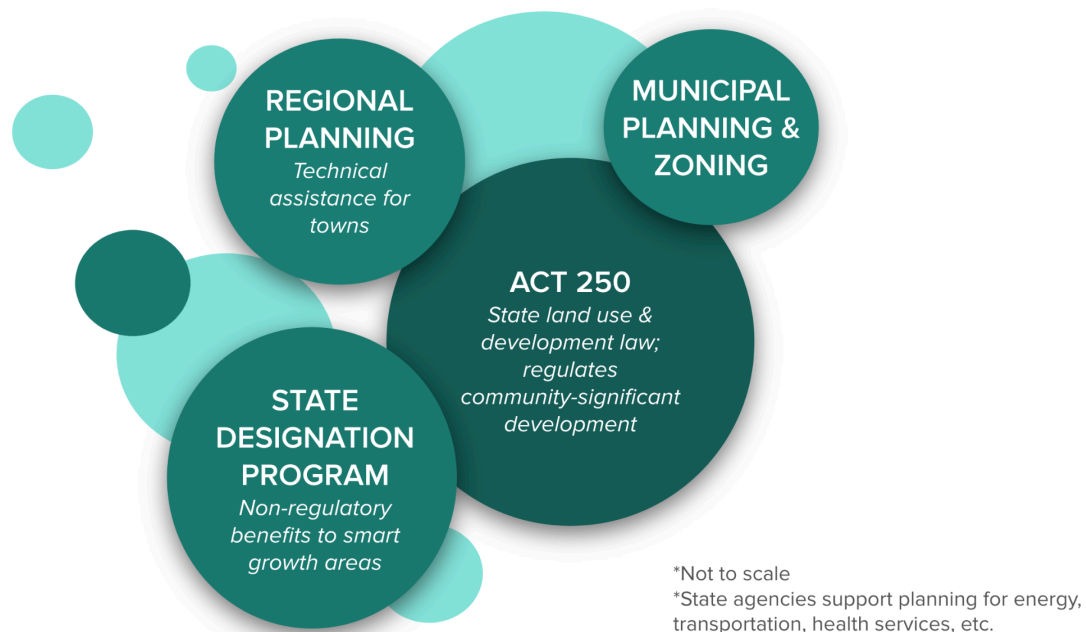 REGIONAL
PLANNING
Technical
assistance for
towns
MUNICIPAL
PLANNING &
ZONING
ACT 250
State land use &
development law;
regulates
community-significant
development
STATE
DESIGNATION
PROGRAM
Non-regulatory
benefits to smart
growth areas
*Not to scale
*State agencies support planning for energy,
transportation, health services, etc.